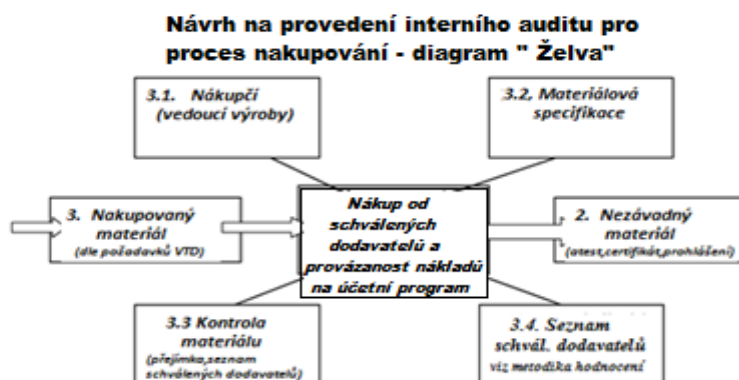 Návrh na provedení interního auditu pro
proces nakupování - diagram " Želva"
3.1. Nákupčí
(vedoucí výroby)
3.2, Materiálová
specifikace
3. Nakupovaný
materiál
(dle požadavků VTD)
Nákup od
schválených
dodavatelů a
provázanost nákladů
na účetní program
2. Nezávadný
materiál
(atest,certifikát,prohlášení)
3.3 Kontrola
materiálu
(přejímka,seznam
schválených dodavatelů)
3.4. Seznam
schvál. dodavatelů
viz metodika hodnocení